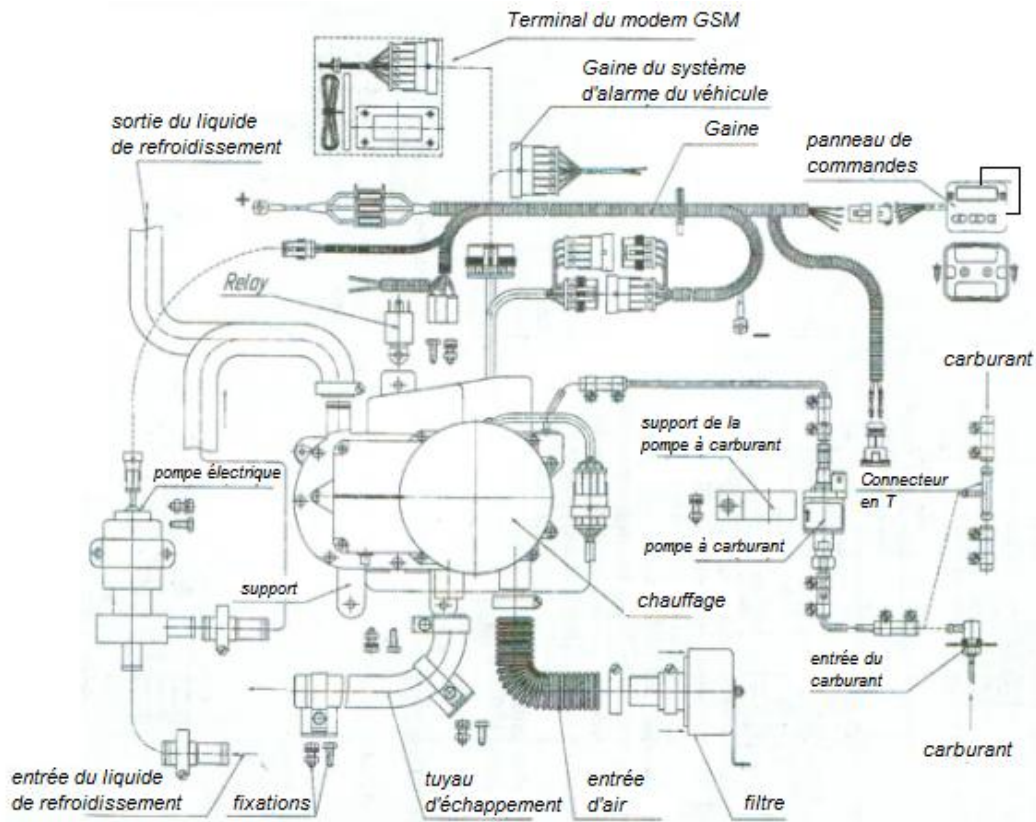 Terminal du modem GSM
Gaine du système
d'alarme du véhicule
sortie du liquide
de refroidissement
Gaine
panneau de
commandes
+
Relay
−
carburant
support de la
pompe à carburant
pompe électrique
Connecteur
en T
pompe à carburant
support
chauffage
entrée du
carburant
carburant
entrée du liquide
de refroidissement
fixations
tuyau
d'échappement
entrée
d'air
filtre